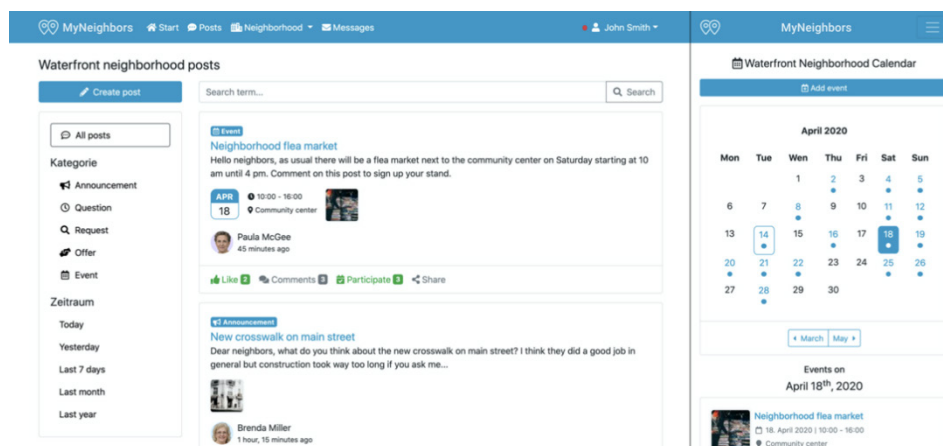 MyNeighbors Start Posts Neighborhood Messages John Smith
Waterfront neighborhood posts
Create post
Search term... Search
All posts
Kategorie
Announcement
Question
Request
Offer
Event
Zeitraum
Today
Yesterday
Last 7 days
Last month
Last year
Event
Neighborhood flea market
Hello neighbors, as usual there will be a flea market next to the community center on Saturday starting at 10
am until 4 pm. Comment on this post to sign up your stand.
APR
18
10:00 - 16:00
Community center
Paula McGee
45 minutes ago
Like 2 Comments 3 Participate 3 Share
Announcement
New crosswalk on main street
Dear neighbors, what do you think about the new crosswalk on main street? I think they did a good job in
general but construction took way too long if you ask me...
Brenda Miller
1 hour, 15 minutes ago
MyNeighbors
Waterfront Neighborhood Calendar
Add event
April 2020
Mon Tue Wen Thu Fri Sat Sun
1 2 3 4 5
6 7 8 9 10 11 12
13 14 15 16 17 18 19
20 21 22 23 24 25 26
27 28 29 30
March May
Events on
April 18th, 2020
Neighborhood flea market
18. April 2020 | 10:00 - 16:00
Community center